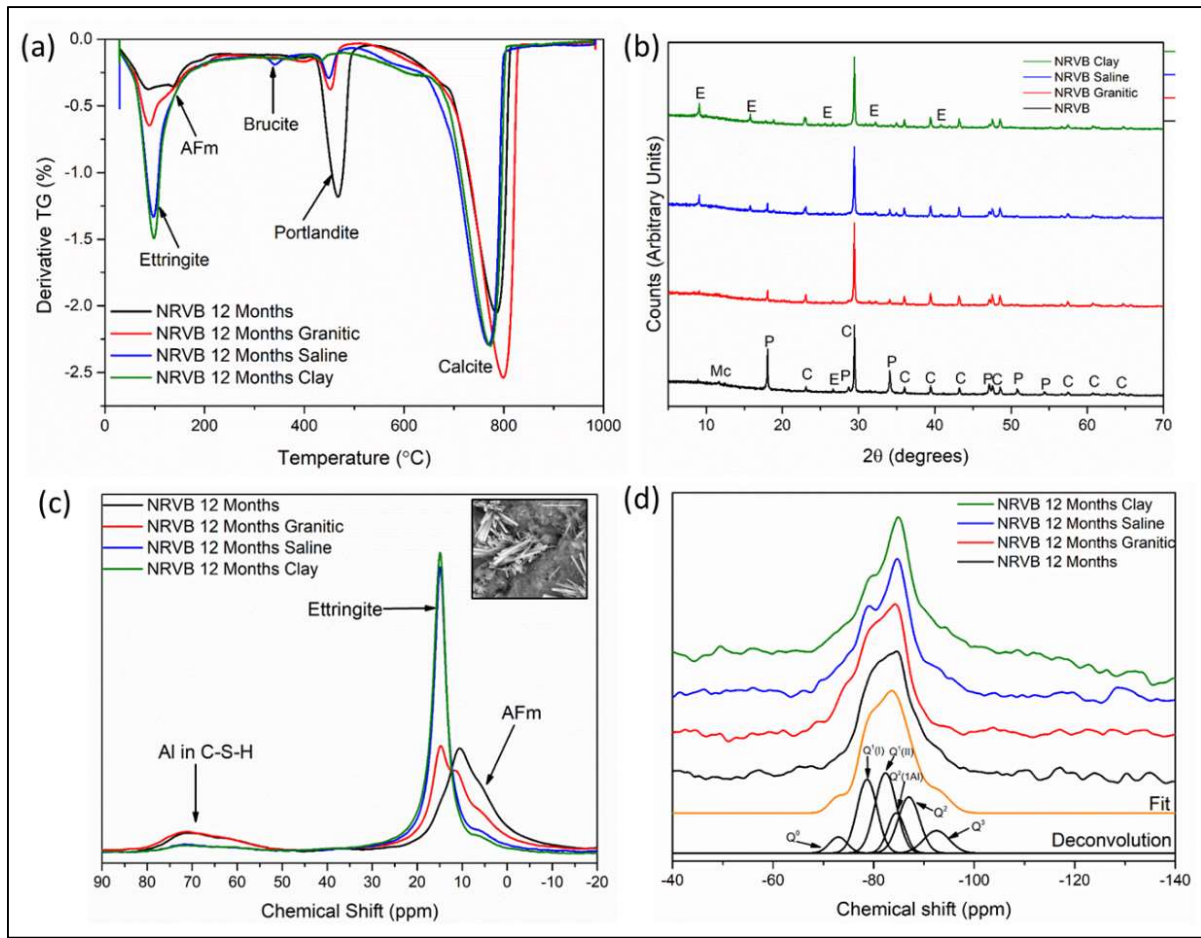 (a)
0.0
-0.5
-1.0
-1.5
-2.0
-2.5
Derivative TG (%)
Brucite
AFm
Portlandite
Ettringite
Calcite
NRVB 12 Months
NRVB 12 Months Granitic
NRVB 12 Months Saline
NRVB 12 Months Clay
0 200 400 600 800 1000
Temperature (°C)
(b)
Counts (Arbitrary Units)
NRVB Clay
NRVB Saline
NRVB Granitic
NRVB
E E E E E
Mc P C E P C P C C C P C P P C C C
10 20 30 40 50 60 70
2θ (degrees)
(c)
NRVB 12 Months
NRVB 12 Months Granitic
NRVB 12 Months Saline
NRVB 12 Months Clay
Ettringite
AFm
Al in C-S-H
90 80 70 60 50 40 30 20 10 0 -10 -20
Chemical Shift (ppm)
(d)
NRVB 12 Months Clay
NRVB 12 Months Saline
NRVB 12 Months Granitic
NRVB 12 Months
Q¹(I) Q¹(II)
Q²(1Al)
Q²
Q³
Q⁰
Fit
Deconvolution
-40 -60 -80 -100 -120 -140
Chemical shift (ppm)